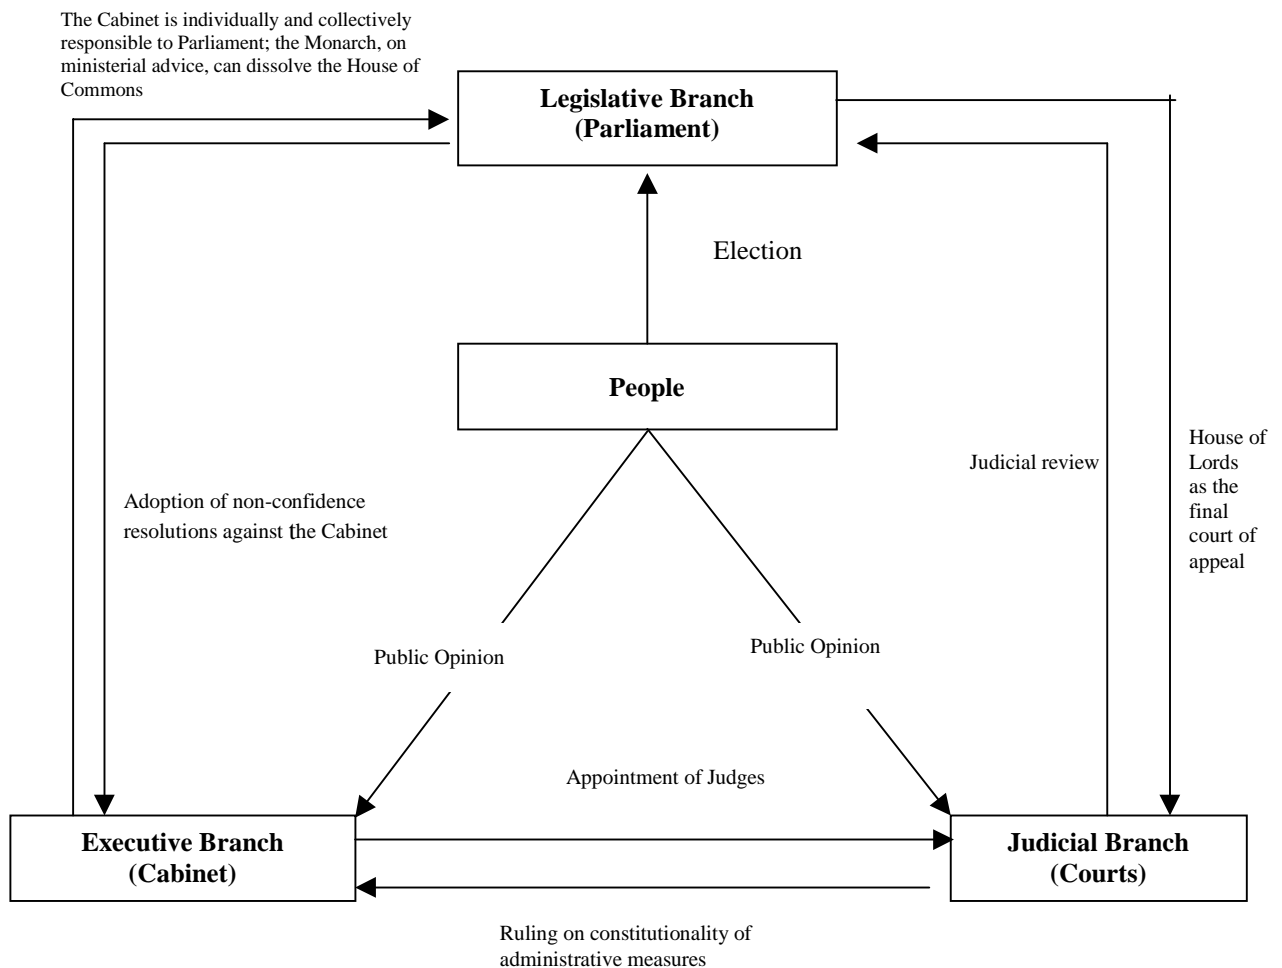 The Cabinet is individually and collectively
responsible to Parliament; the Monarch, on
ministerial advice, can dissolve the House of
Commons
Legislative Branch
(Parliament)
Election
People
Judicial review
House of
Lords
as the
final
court of
appeal
Adoption of non-confidence
resolutions against the Cabinet
Public Opinion
Public Opinion
Appointment of Judges
Executive Branch
(Cabinet)
Judicial Branch
(Courts)
Ruling on constitutionality of
administrative measures